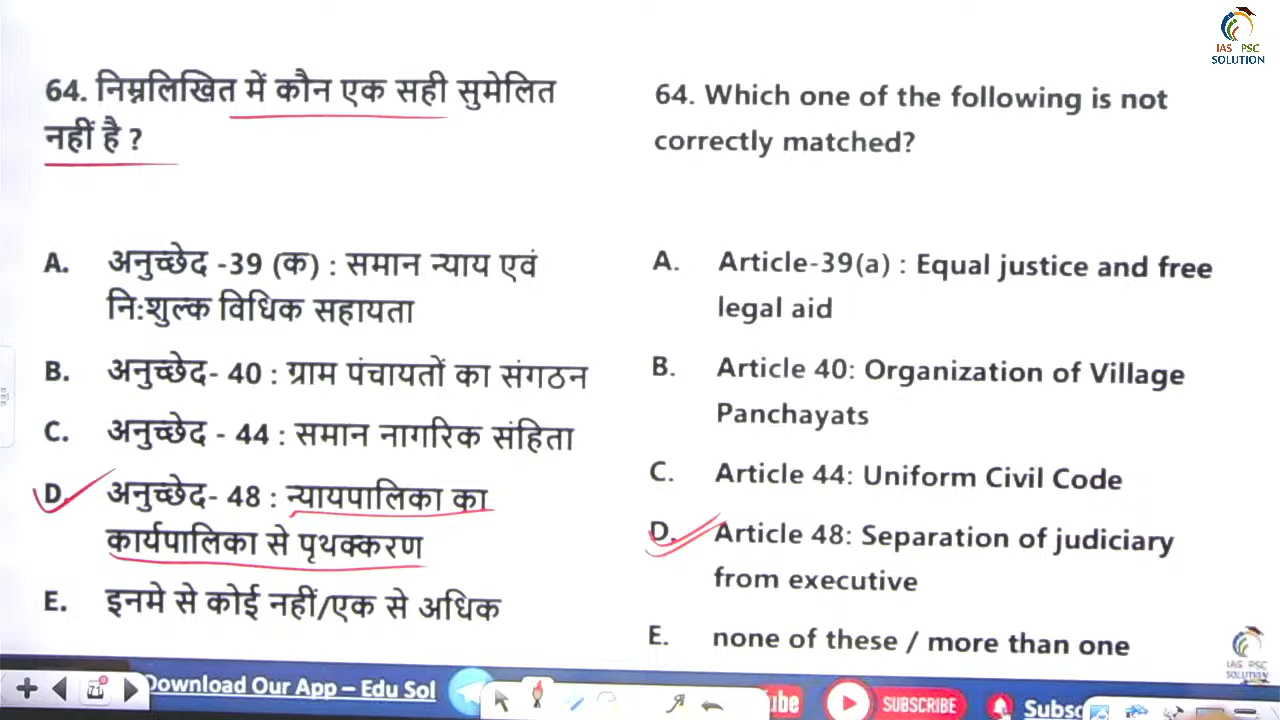 IAS PSC
SOLUTION
64. निम्नलिखित में कौन एक सही सुमेलित
नहीं है ?
A. अनुच्छेद -39 (क) : समान न्याय एवं
नि:शुल्क विधिक सहायता
B. अनुच्छेद- 40 : ग्राम पंचायतों का संगठन
C. अनुच्छेद - 44 : समान नागरिक संहिता
D. अनुच्छेद- 48 : न्यायपालिका का
कार्यपालिका से पृथक्करण
E. इनमे से कोई नहीं/एक से अधिक
64. Which one of the following is not
correctly matched?
A. Article-39(a) : Equal justice and free
legal aid
B. Article 40: Organization of Village
Panchayats
C. Article 44: Uniform Civil Code
D. Article 48: Separation of judiciary
from executive
E. none of these / more than one
IAS PSC
SOLUTION
Download Our App – Edu Sol
SUBSCRIBE